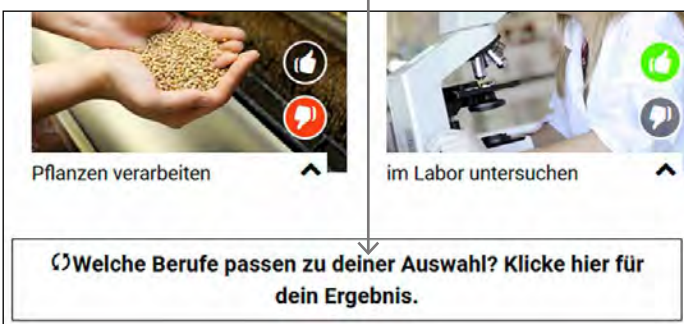 Pflanzen verarbeiten
im Labor untersuchen
Welche Berufe passen zu deiner Auswahl? Klicke hier für
dein Ergebnis.